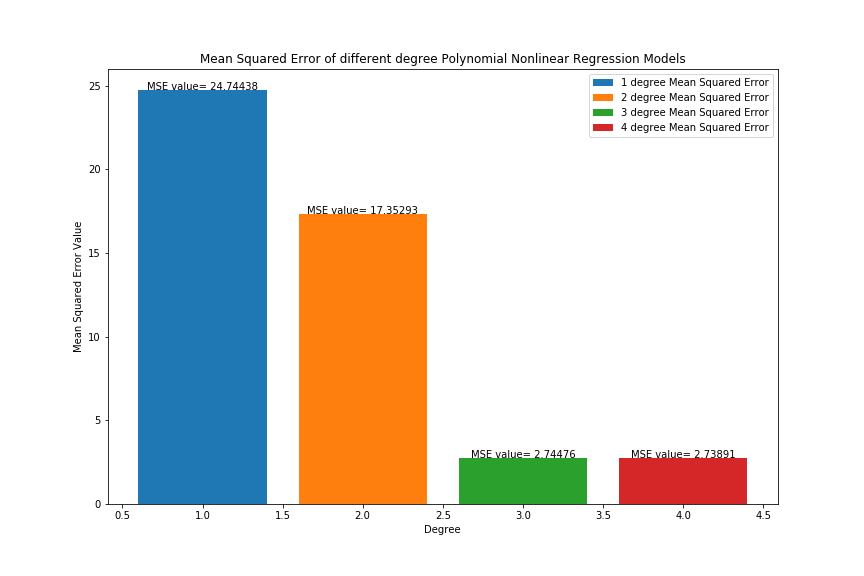 Mean Squared Error of different degree Polynomial Nonlinear Regression Models
MSE value= 24.74438
MSE value= 17.35293
MSE value= 2.74476
MSE value= 2.73891
1 degree Mean Squared Error
2 degree Mean Squared Error
3 degree Mean Squared Error
4 degree Mean Squared Error
Mean Squared Error Value
25
20
15
10
5
0
0.5
1.0
1.5
2.0
2.5
3.0
3.5
4.0
4.5
Degree